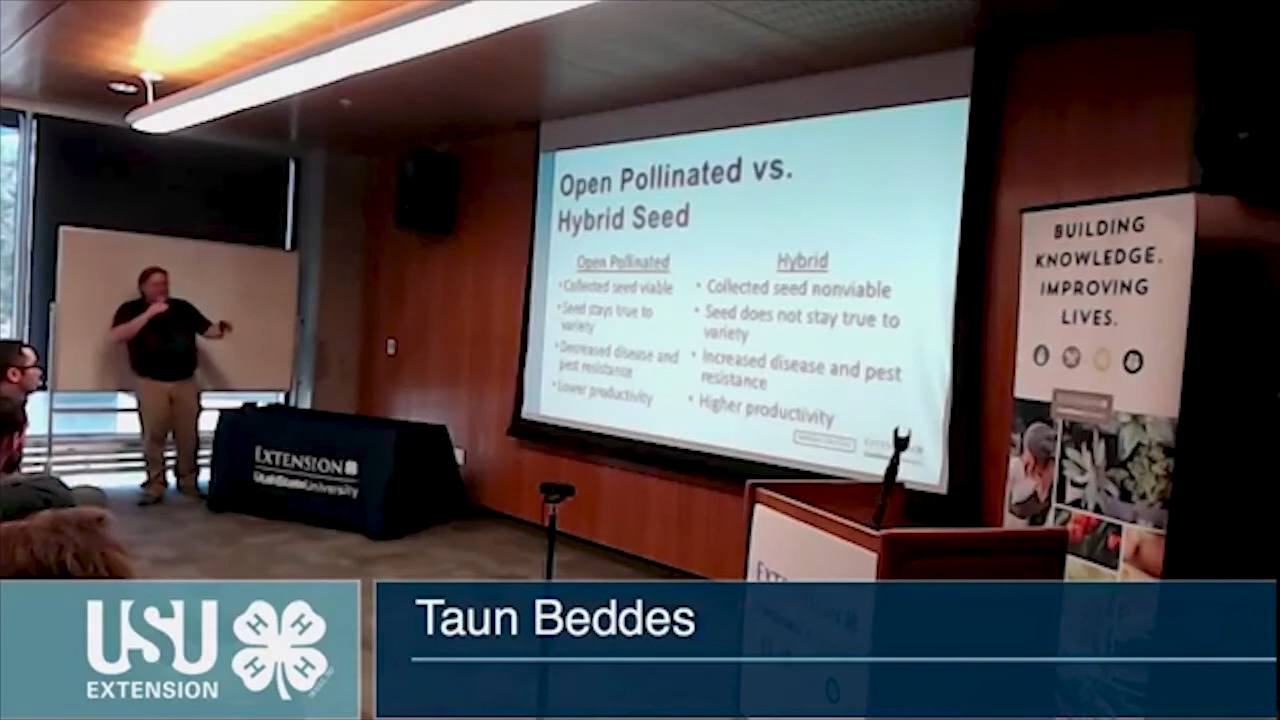 Open Pollinated vs.
Hybrid Seed
Open Pollinated
• Collected seed viable
• Seed stays true to
variety
• Decreased disease and
pest resistance
• Lower productivity
Hybrid
• Collected seed nonviable
• Seed does not stay true to
variety
• Increased disease and pest
resistance
• Higher productivity
BUILDING
KNOWLEDGE.
IMPROVING
LIVES.
EXTENSION
UtahStateUniversity
USU
EXTENSION
H H
H H
Taun Beddes